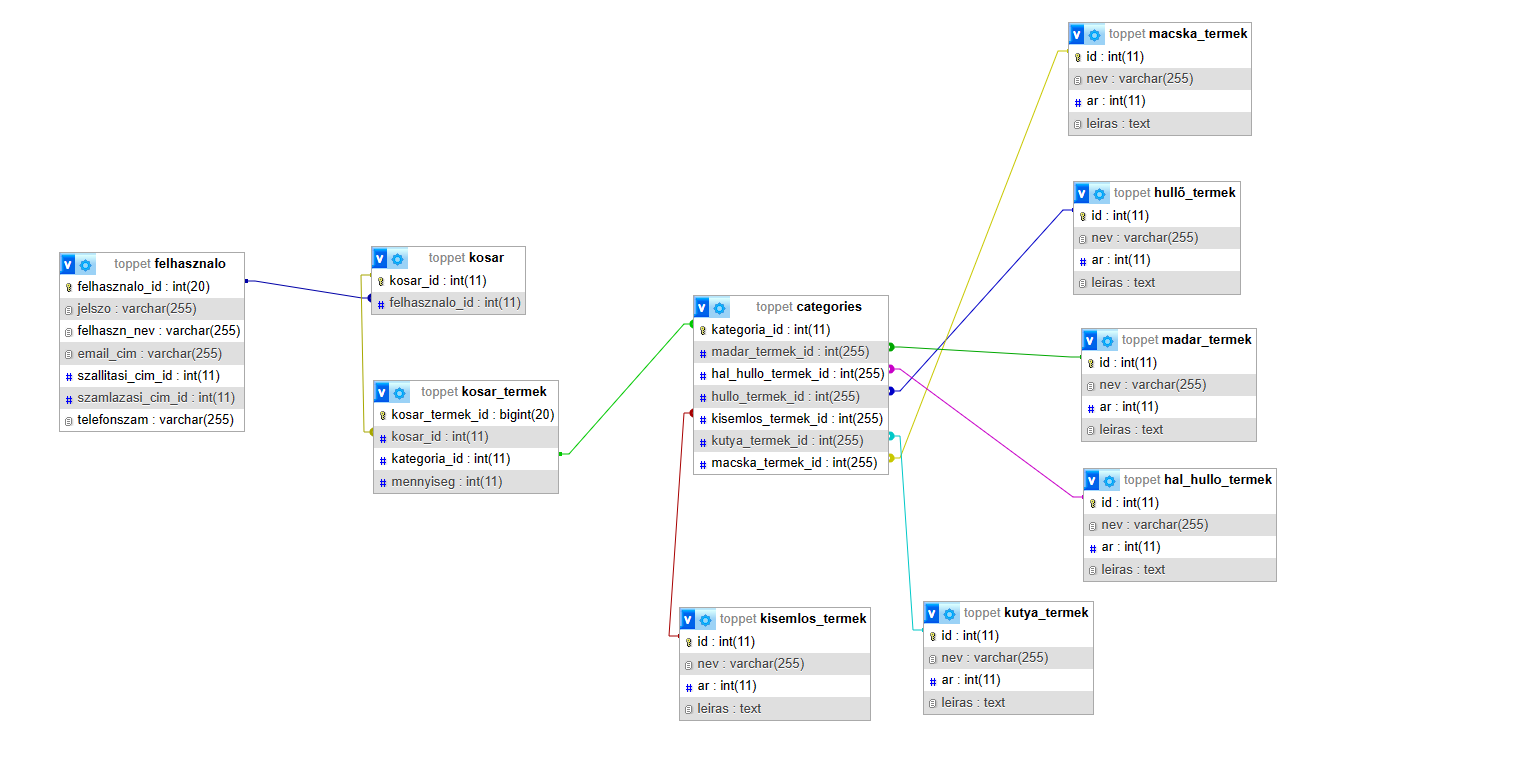 toppet felhasznalo
felhasznalo_id : int(20)
jelszo : varchar(255)
felhaszn_nev : varchar(255)
email_cim : varchar(255)
szallitasi_cim_id : int(11)
szamlazasi_cim_id : int(11)
telefonszam : varchar(255)
toppet kosar
kosar_id : int(11)
felhasznalo_id : int(11)
toppet kosar_termek
kosar_termek_id : bigint(20)
kosar_id : int(11)
kategoria_id : int(11)
mennyiseg : int(11)
toppet categories
kategoria_id : int(11)
madar_termek_id : int(255)
hal_hullo_termek_id : int(255)
hullo_termek_id : int(255)
kisemlos_termek_id : int(255)
kutya_termek_id : int(255)
macska_termek_id : int(255)
toppet macska_termek
id : int(11)
nev : varchar(255)
ar : int(11)
leiras : text
toppet hullő_termek
id : int(11)
nev : varchar(255)
ar : int(11)
leiras : text
toppet madar_termek
id : int(11)
nev : varchar(255)
ar : int(11)
leiras : text
toppet hal_hullo_termek
id : int(11)
nev : varchar(255)
ar : int(11)
leiras : text
toppet kisemlos_termek
id : int(11)
nev : varchar(255)
ar : int(11)
leiras : text
toppet kutya_termek
id : int(11)
nev : varchar(255)
ar : int(11)
leiras : text